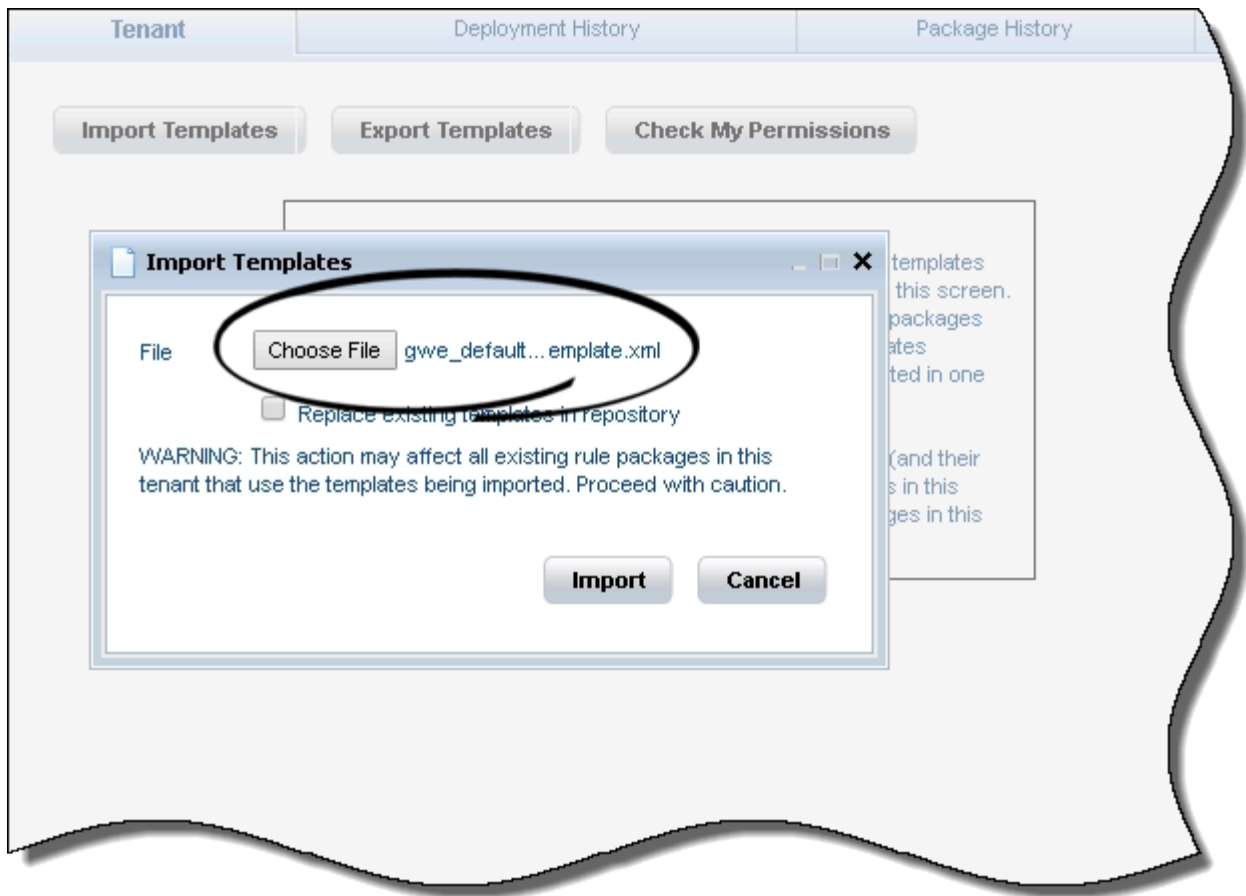 Tenant
Deployment History
Package History
Import Templates
Export Templates
Check My Permissions
Import Templates
templates
this screen.
packages
ted in one
File
Choose File
gwe_default...emplate.xml
Replace existing templates in repository
WARNING: This action may affect all existing rule packages in this
tenant that use the templates being imported. Proceed with caution.
(and their
s in this
in this
Import
Cancel